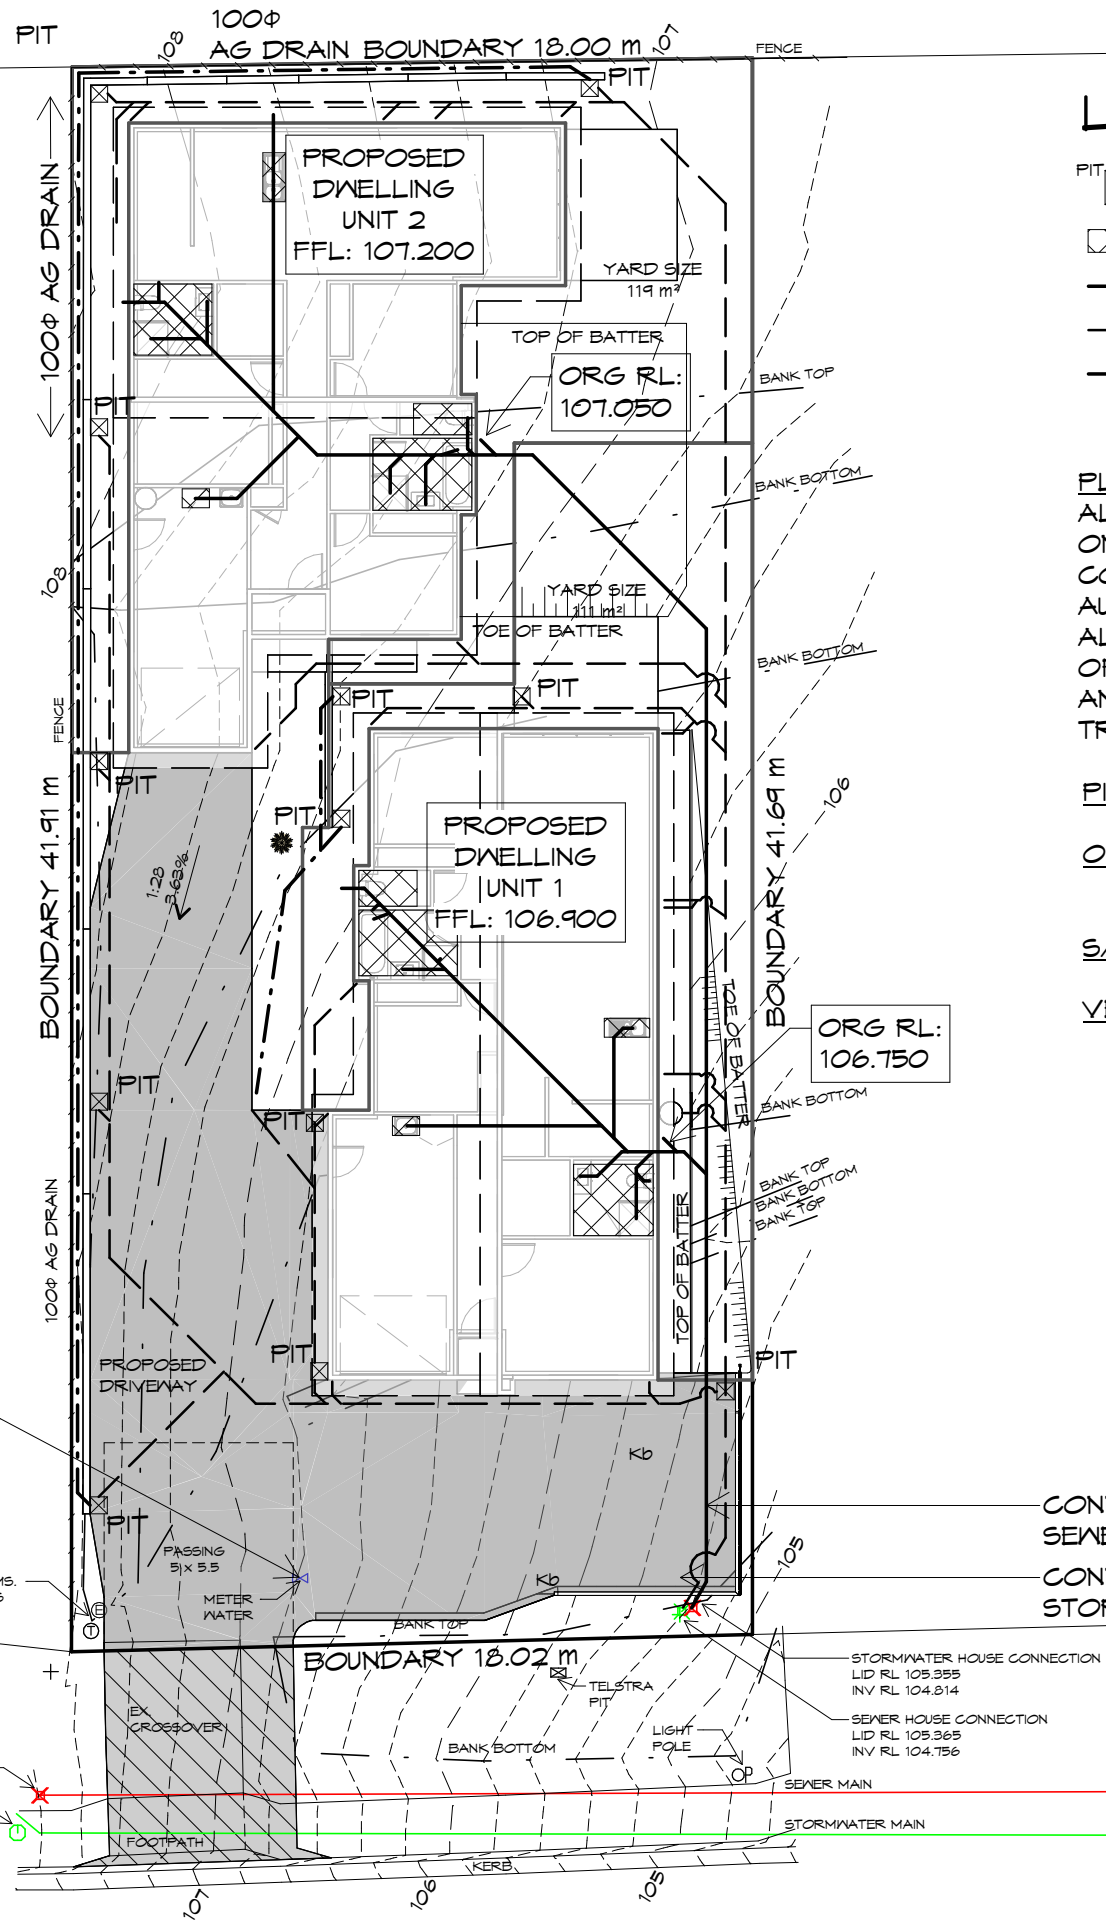 PIT
100Φ
AG DRAIN BOUNDARY 18.00 m
108
107
FENCE
PIT
L
PIT
100Φ AG DRAIN
PROPOSED
DWELLING
UNIT 2
FFL: 107.200
YARD SIZE
119 m²
TOP OF BATTER
ORG RL:
107.050
BANK TOP
PIT
BANK BOTTOM
108
YARD SIZE
111 m²
TOE OF BATTER
BANK BOTTOM
PIT
PIT
FENCE
PIT
BOUNDARY 41.91 m
1:28
3.63%
PIT
PROPOSED
DWELLING
UNIT 1
FFL: 106.900
BOUNDARY 41.69 m
106
TOE OF BATTER
ORG RL:
106.750
PIT
PIT
BANK BOTTOM
BANK TOP
BANK BOTTOM
BANK TOP
100Φ AG DRAIN
TOP OF BATTER
PIT
PIT
PROPOSED
DRIVEWAY
K6
PIT
PASSING
5 x 5.5
METER
WATER
K6
105
E
T
BANK TOP
BOUNDARY 18.02 m
TELSTRA
PIT
STORMWATER HOUSE CONNECTION
LID RL 105.355
INV RL 104.814
SEWER HOUSE CONNECTION
LID RL 105.365
INV RL 104.756
EX.
CROSSOVER
BANK BOTTOM
LIGHT
POLE
P
SEWER MAIN
STORMWATER MAIN
FOOTPATH
KERB
107
106
105